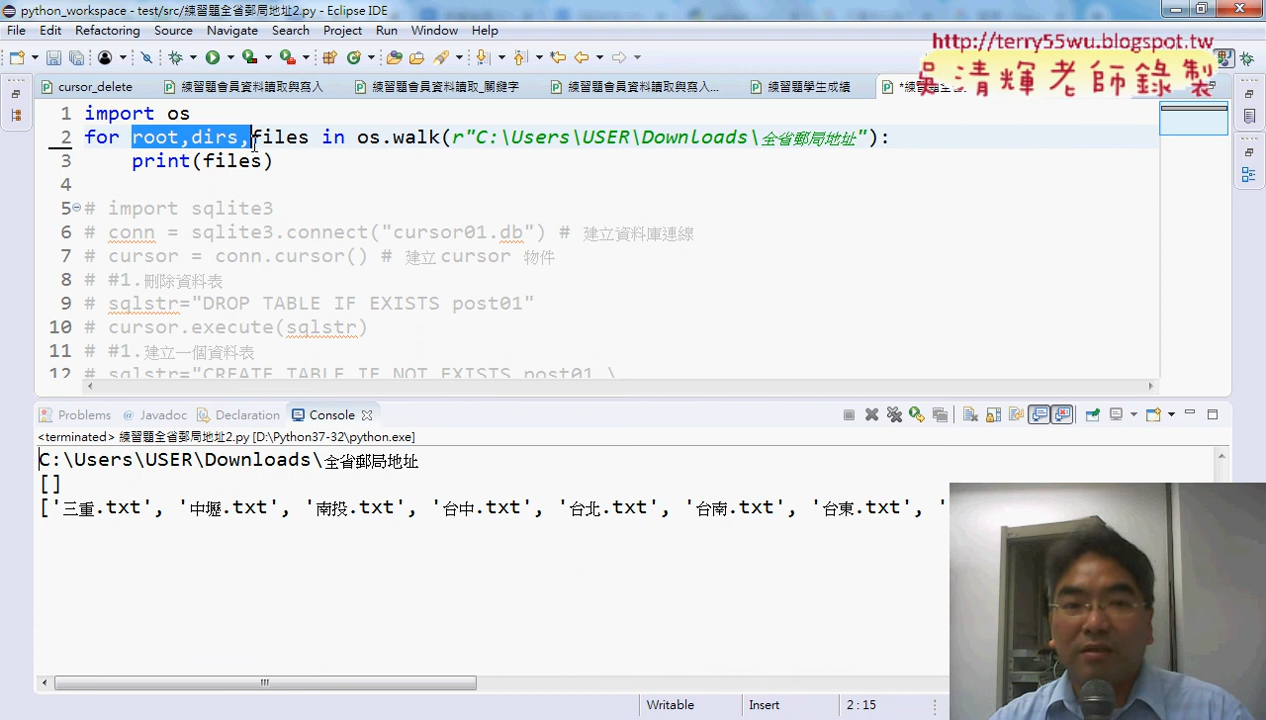 python_workspace - test/src/練習題全省郵局地址2.py - Eclipse IDE
File Edit Refactoring Source Navigate Search Project Run Window Help
http://terry55wu.blogspot.tw
吳清輝老師錄製
cursor_delete 練習題會員資料讀取與寫入 練習題會員資料讀取_關鍵字 練習題會員資料讀取與寫入... 練習題學生成績
1 import os
2 for root,dirs,files in os.walk(r"C:\Users\USER\Downloads\全省郵局地址"):
3 print(files)
4
5 # import sqlite3
6 # conn = sqlite3.connect("cursor01.db") # 建立資料庫連線
7 # cursor = conn.cursor() # 建立 cursor 物件
8 # #1.刪除資料表
9 # sqlstr="DROP TABLE IF EXISTS post01"
10 # cursor.execute(sqlstr)
11 # #1.建立一個資料表
12 # sqlstr="CREATE TABLE IF NOT EXISTS post01 \
Problems Javadoc Declaration Console
<terminated> 練習題全省郵局地址2.py [D:\Python37-32\python.exe]
C:\Users\USER\Downloads\全省郵局地址
[]
['三重.txt', '中壢.txt', '南投.txt', '台中.txt', '台北.txt', '台南.txt', '台東.txt', '
Writable Insert 2 : 15